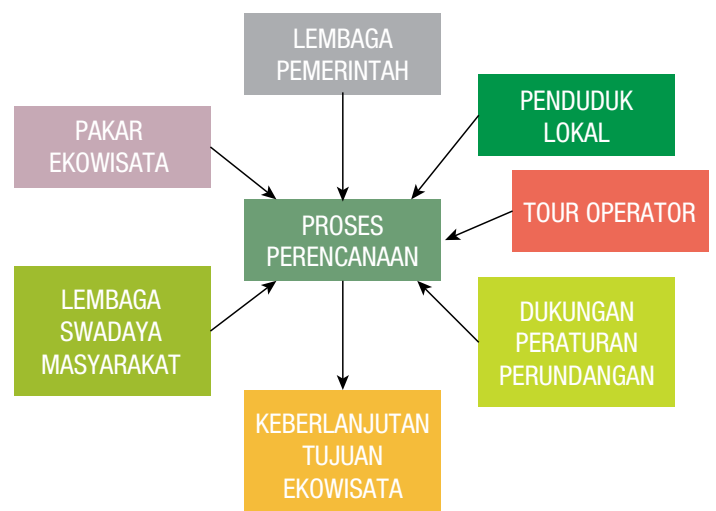 LEMBAGA
PEMERINTAH
PENDUDUK
LOKAL
PAKAR
EKOWISATA
TOUR OPERATOR
PROSES
PERENCANAAN
LEMBAGA
SWADAYA
MASYARAKAT
DUKUNGAN
PERATURAN
PERUNDANGAN
KEBERLANJUTAN
TUJUAN
EKOWISATA